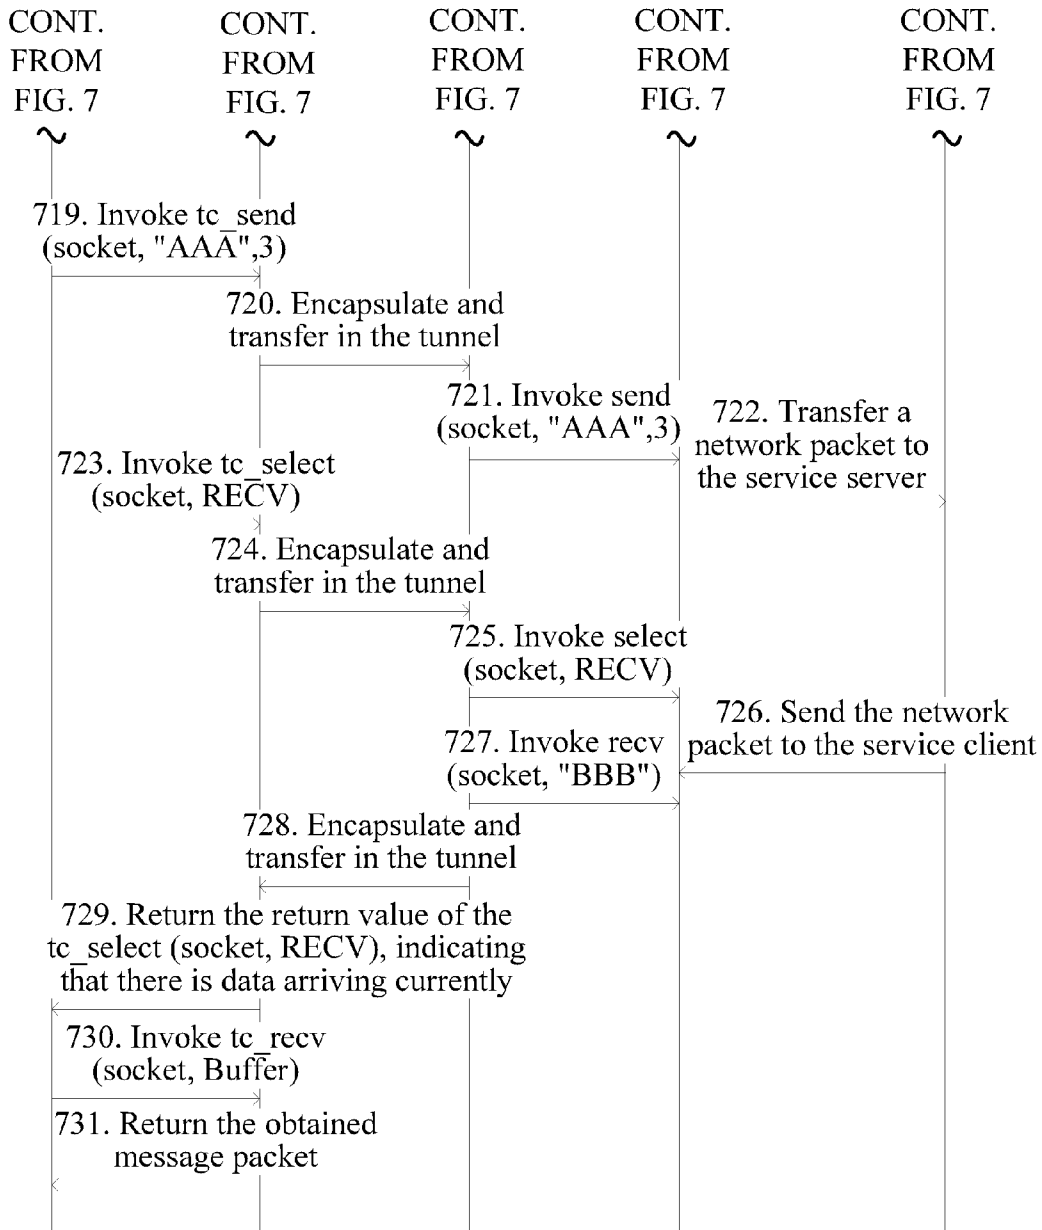 CONT.
FROM
FIG. 7
CONT.
FROM
FIG. 7
CONT.
FROM
FIG. 7
CONT.
FROM
FIG. 7
CONT.
FROM
FIG. 7
719. Invoke tc_send
(socket, "AAA",3)
720. Encapsulate and
transfer in the tunnel
721. Invoke send
(socket, "AAA",3)
722. Transfer a
network packet to
the service server
723. Invoke tc_select
(socket, RECV)
724. Encapsulate and
transfer in the tunnel
725. Invoke select
(socket, RECV)
726. Send the network
packet to the service client
727. Invoke recv
(socket, "BBB")
728. Encapsulate and
transfer in the tunnel
729. Return the return value of the
tc_select (socket, RECV), indicating
that there is data arriving currently
730. Invoke tc_recv
(socket, Buffer)
731. Return the obtained
message packet